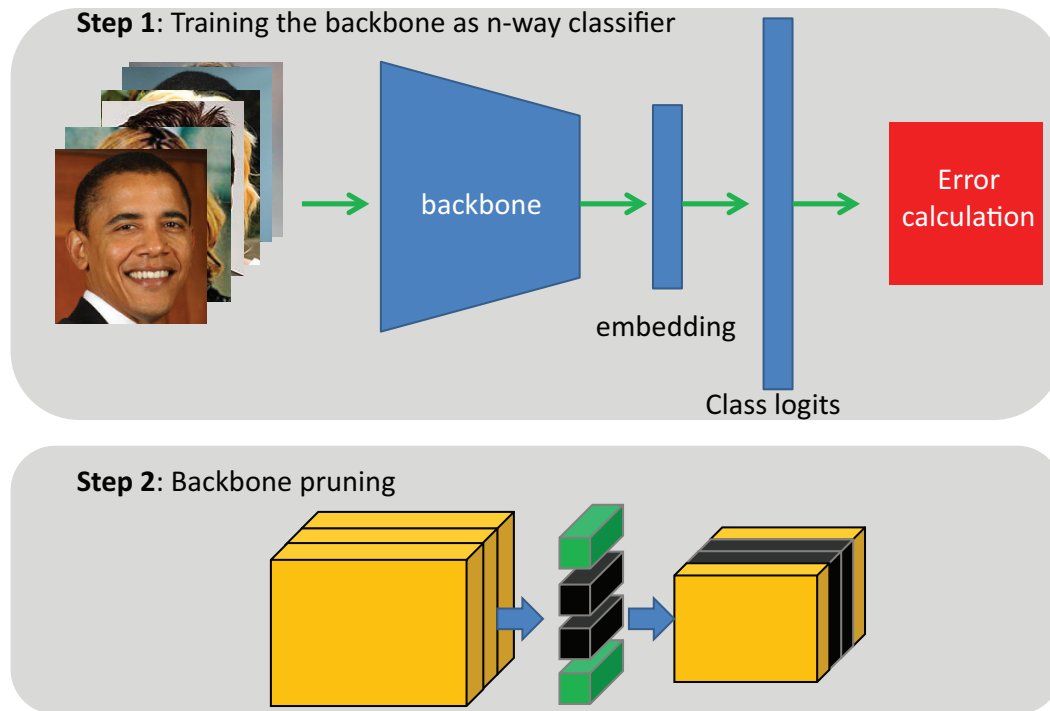 Step 1: Training the backbone as n-way classifier
backbone
embedding
Class logits
Error
calculation
Step 2: Backbone pruning